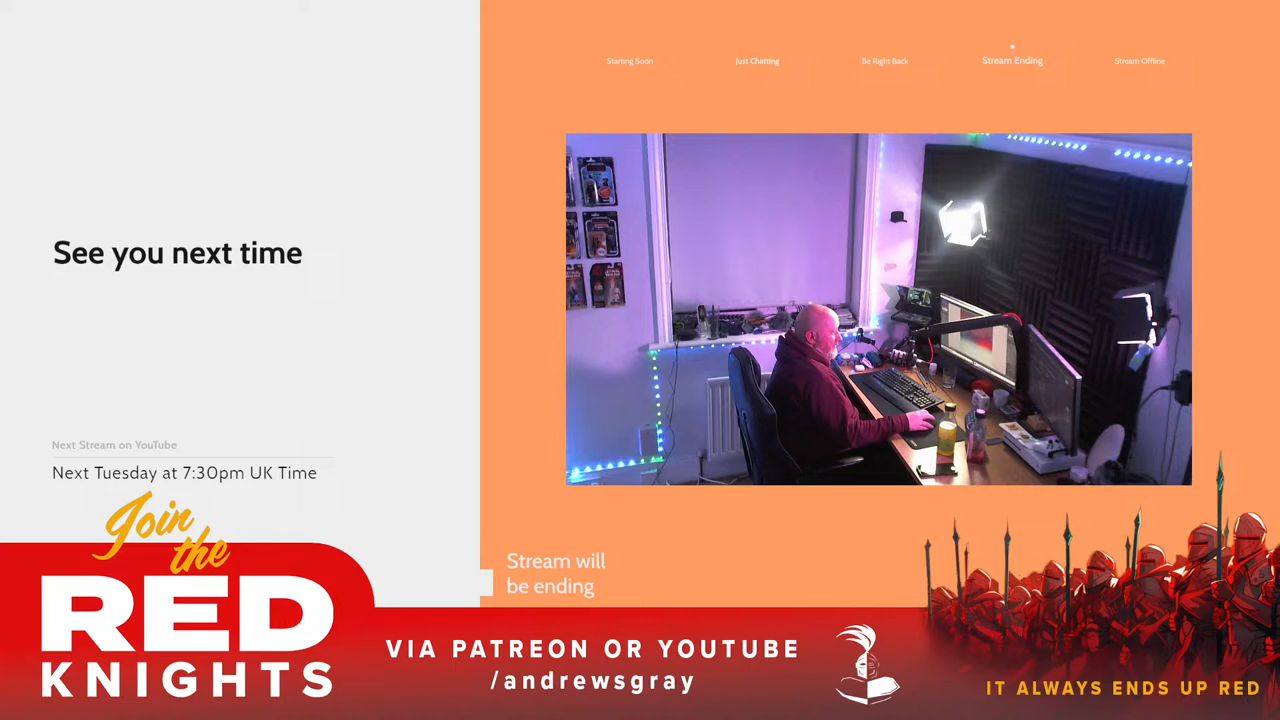 Starting Soon
Just Chatting
Be Right Back
Stream Ending
Stream Offline
See you next time
Next Stream on YouTube
Next Tuesday at 7:30pm UK Time
Stream will
be ending
Join
the
RED
KNIGHTS
VIA PATREON OR YOUTUBE
/andrewsgray
IT ALWAYS ENDS UP RED